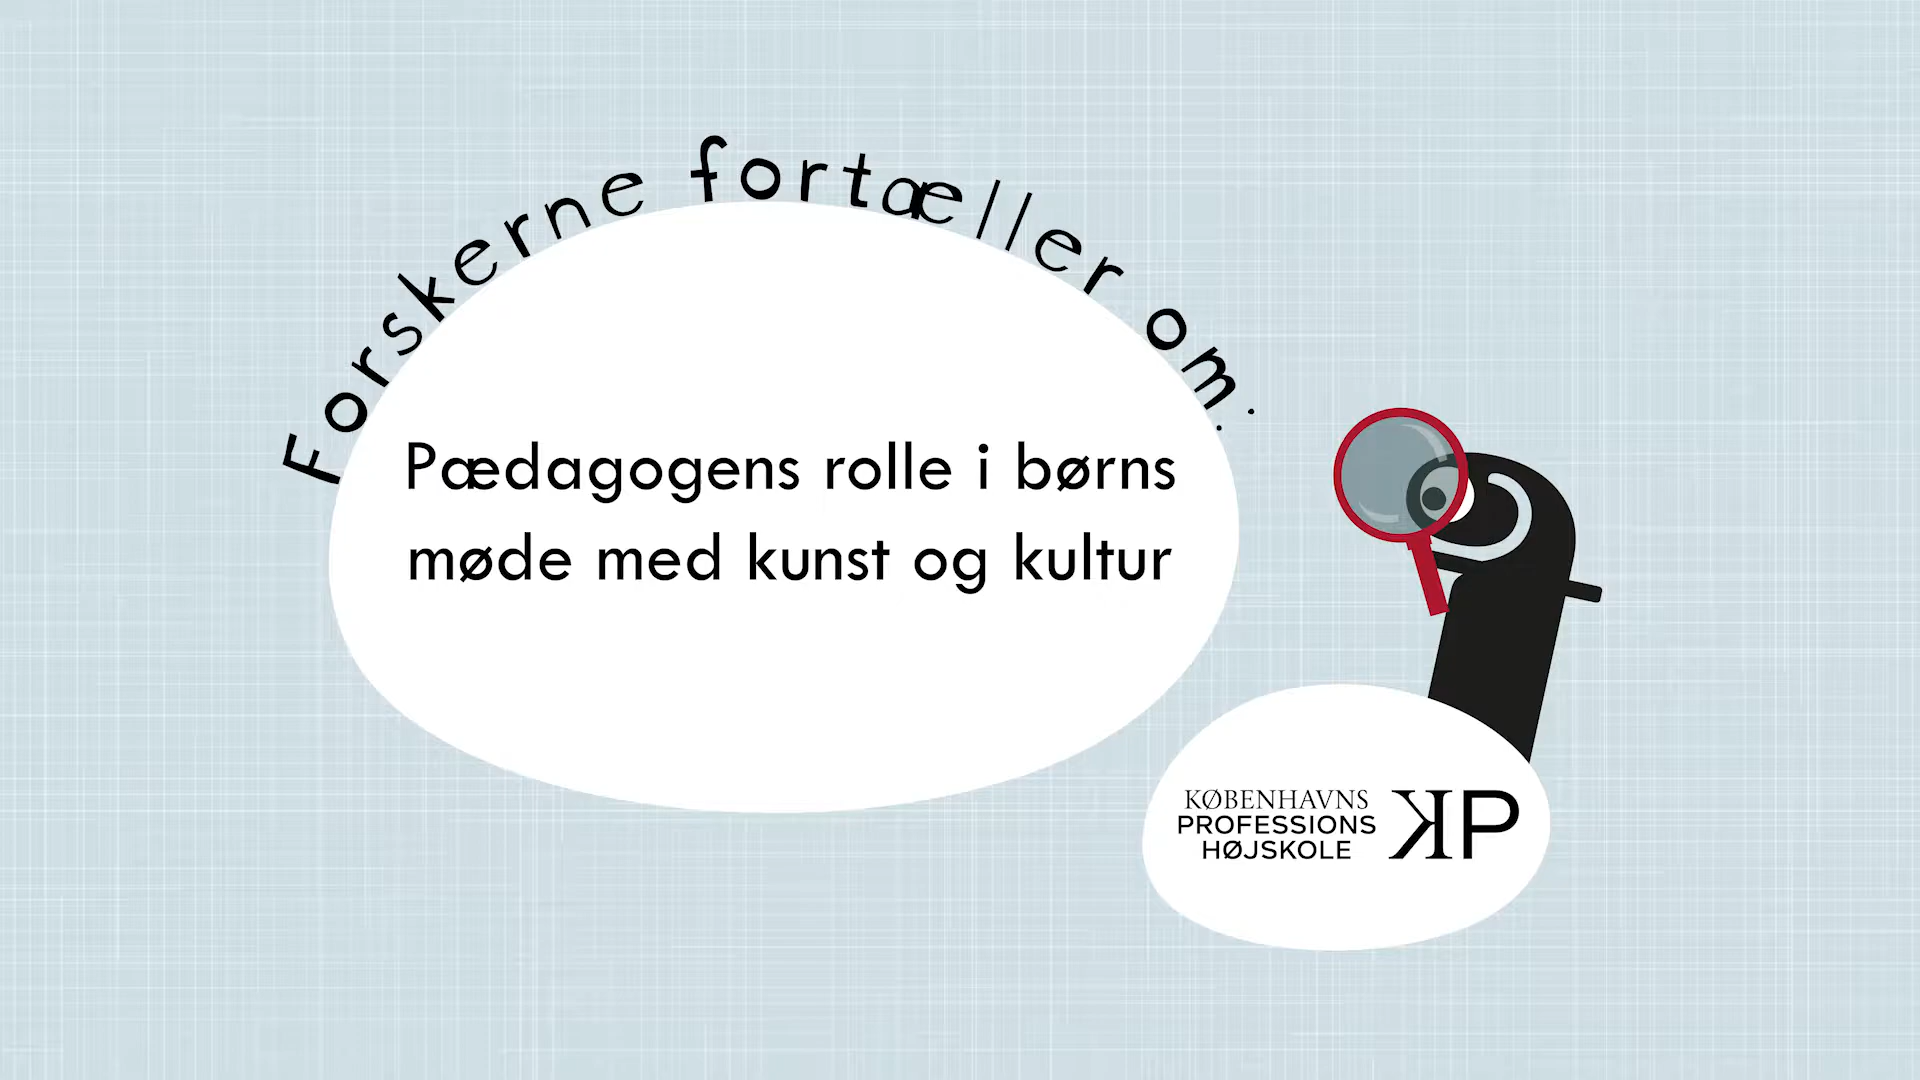 Forskerne fortæller om:
Pædagogens rolle i børns
møde med kunst og kultur
KØBENHAVNS
PROFESSIONS
HØJSKOLE
KP